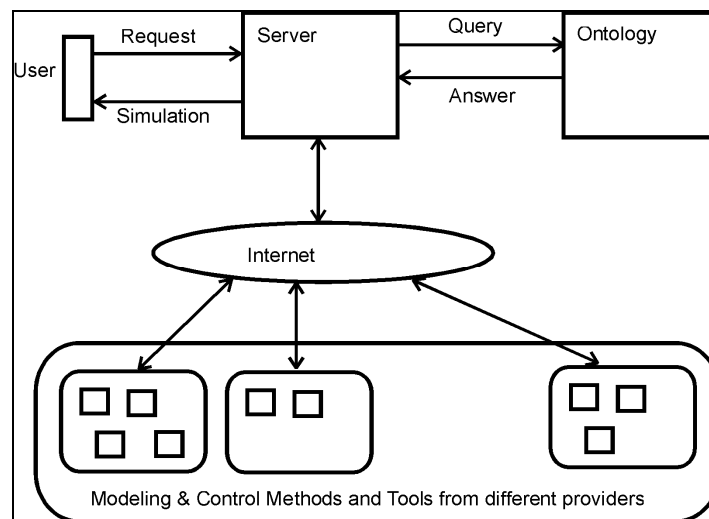 Request
Server
Query
Ontology
User
Simulation
Answer
Internet
Modeling & Control Methods and Tools from different providers